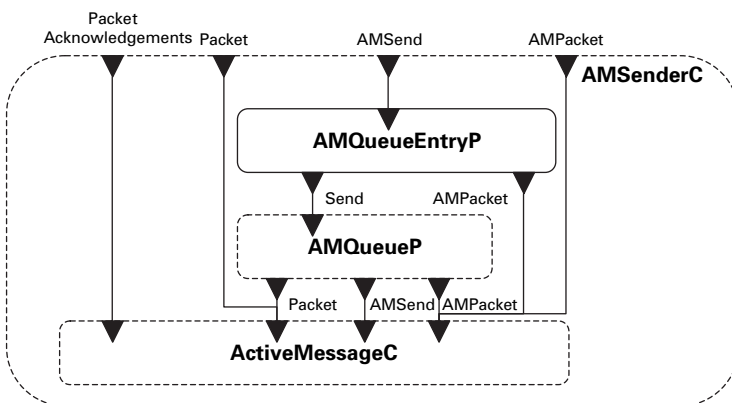 Packet
Acknowledgements Packet AMSend AMPacket
AMSenderC
AMQueueEntryP
Send AMPacket
AMQueueP
Packet AMSend AMPacket
ActiveMessageC